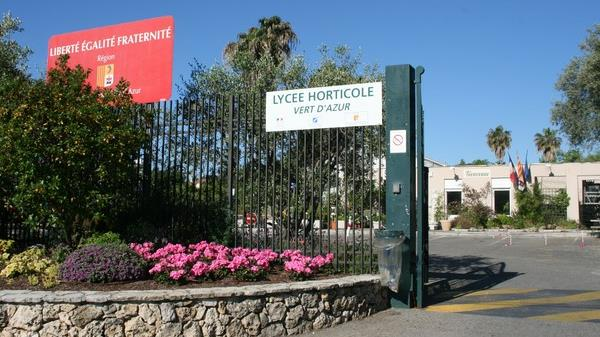 LIBERTÉ ÉGALITÉ FRATERNITÉ
Région
d'Azur
LYCEE HORTICOLE
VERT D'AZUR